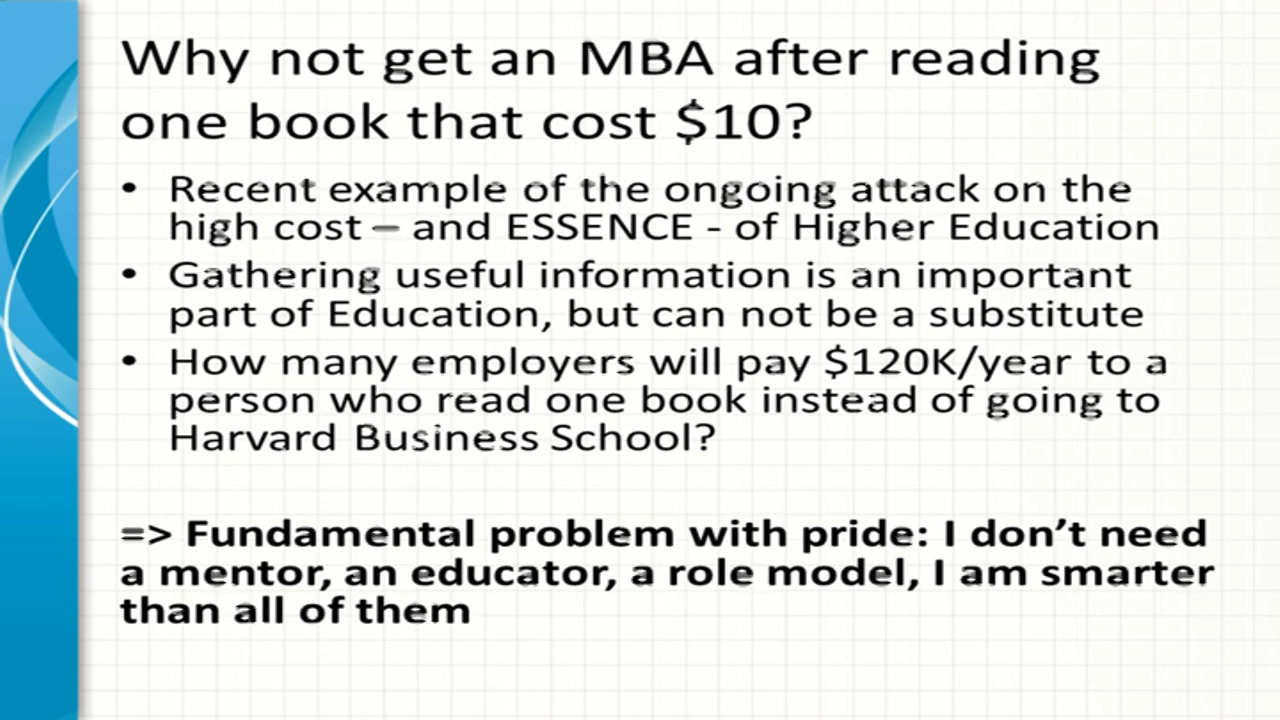 Why not get an MBA after reading
one book that cost $10?
• Recent example of the ongoing attack on the
high cost – and ESSENCE - of Higher Education
• Gathering useful information is an important
part of Education, but can not be a substitute
• How many employers will pay $120K/year to a
person who read one book instead of going to
Harvard Business School?
=> Fundamental problem with pride: I don’t need
a mentor, an educator, a role model, I am smarter
than all of them